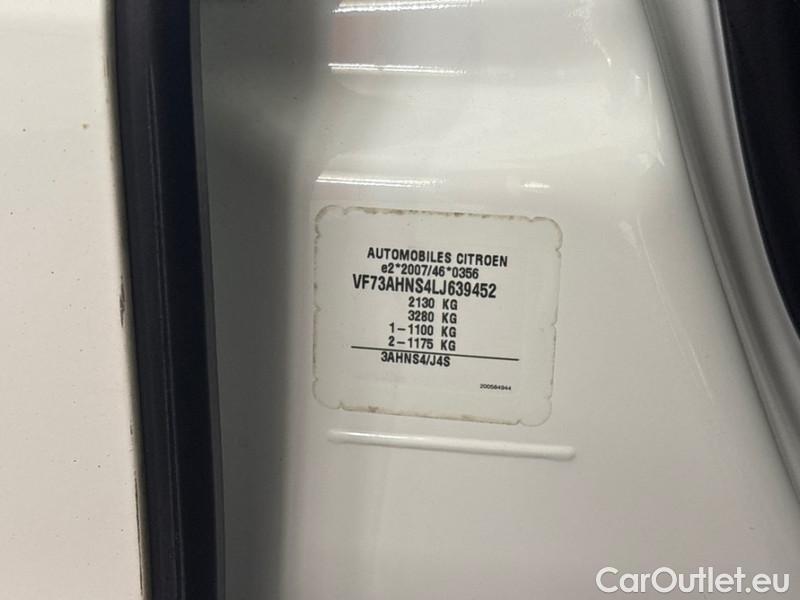 AUTOMOBILES CITROEN
e2*2007/46*0356
VF73AHNS4LJ639452
2130 KG
3280 KG
1-1100 KG
2-1175 KG
3AHNS4/J4S
200564944
CarOutlet.eu